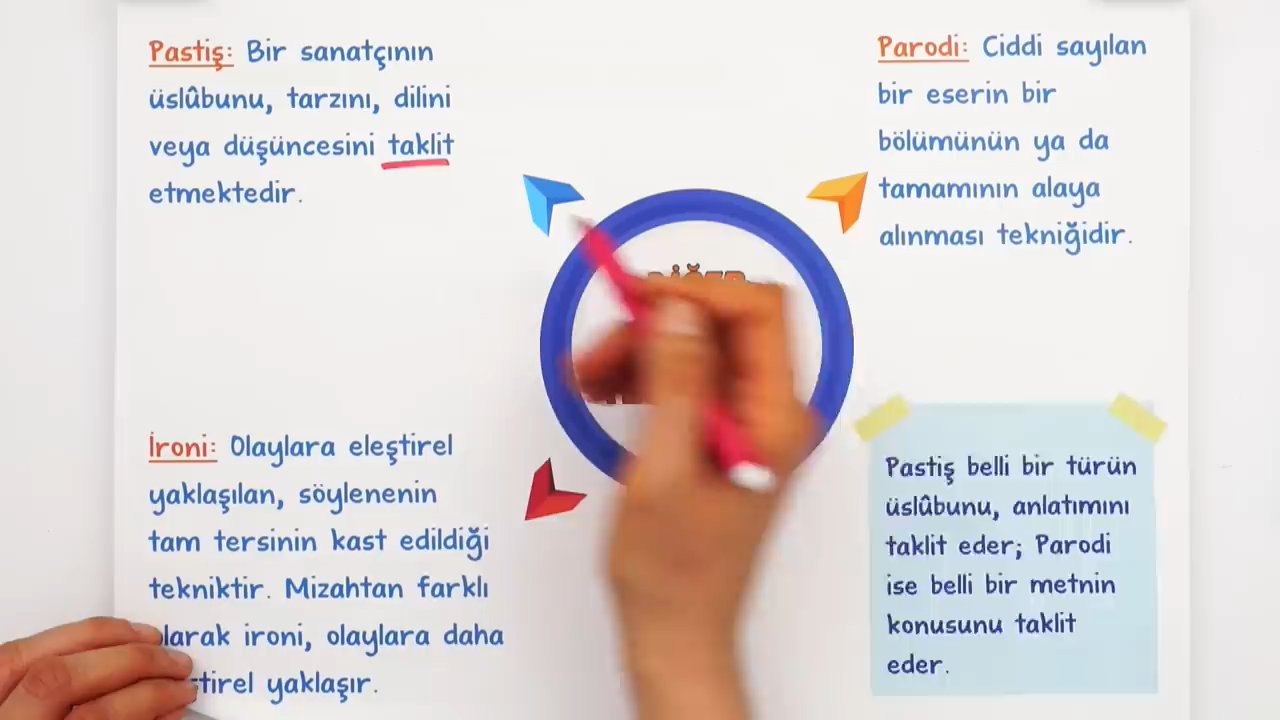 Pastiş: Bir sanatçının
üslûbunu, tarzını, dilini
veya düşüncesini taklit
etmektedir.
Parodi: Ciddi sayılan
bir eserin bir
bölümünün ya da
tamamının alaya
alınması tekniğidir.
İroni: Olaylara eleştirel
yaklaşılan, söylenenin
tam tersinin kast edildiği
tekniktir. Mizahtan farklı
olarak ironi, olaylara daha
yaklaşır.
Pastiş belli bir türün
üslûbunu, anlatımını
taklit eder; Parodi
ise belli bir metnin
konusunu taklit
eder.